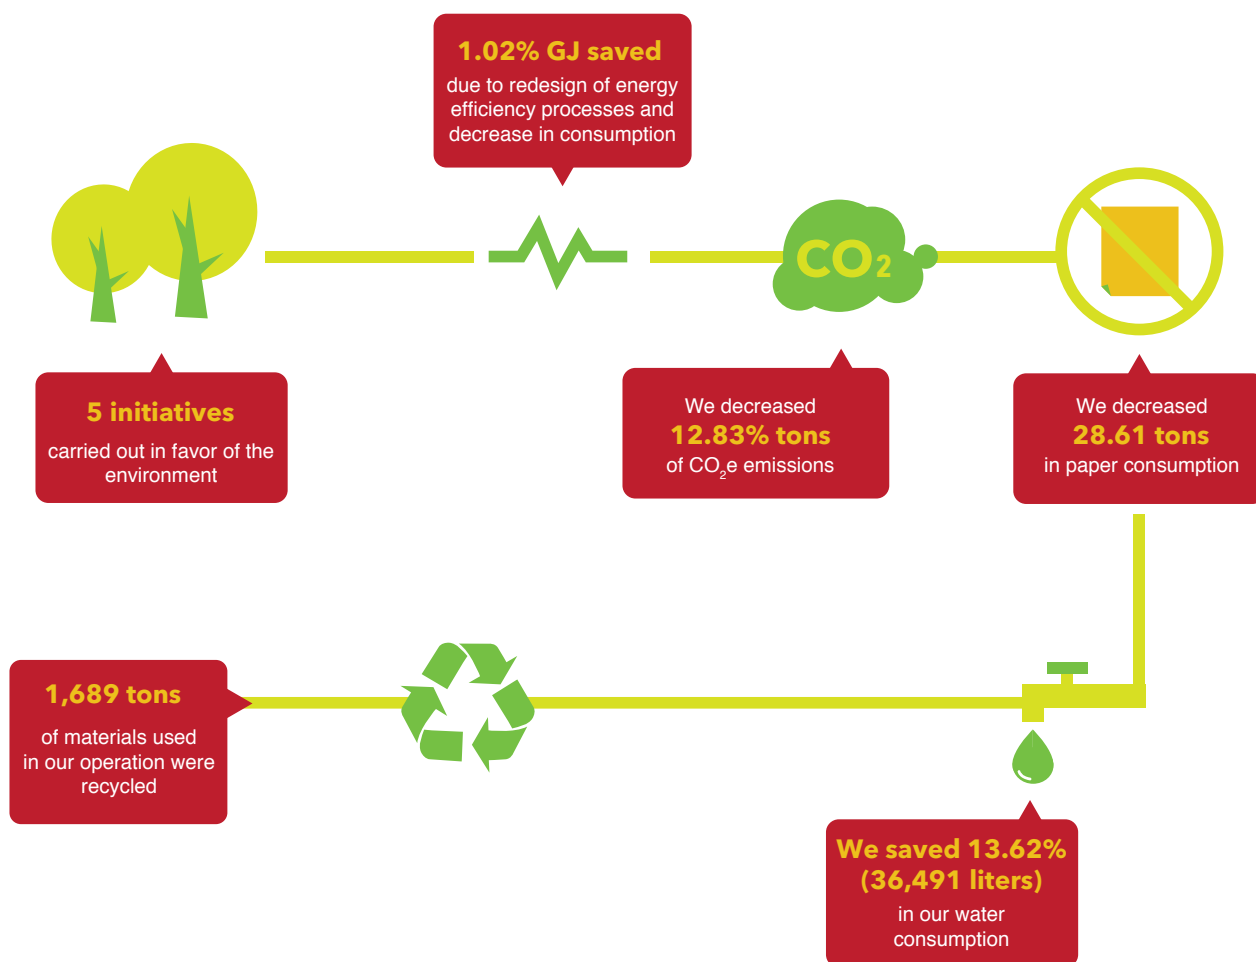 1.02% GJ saved
due to redesign of energy
efficiency processes and
decrease in consumption
CO2
5 initiatives
carried out in favor of the
environment
We decreased
12.83% tons
of CO2e emissions
We decreased
28.61 tons
in paper consumption
1,689 tons
of materials used
in our operation were
recycled
We saved 13.62%
(36,491 liters)
in our water
consumption